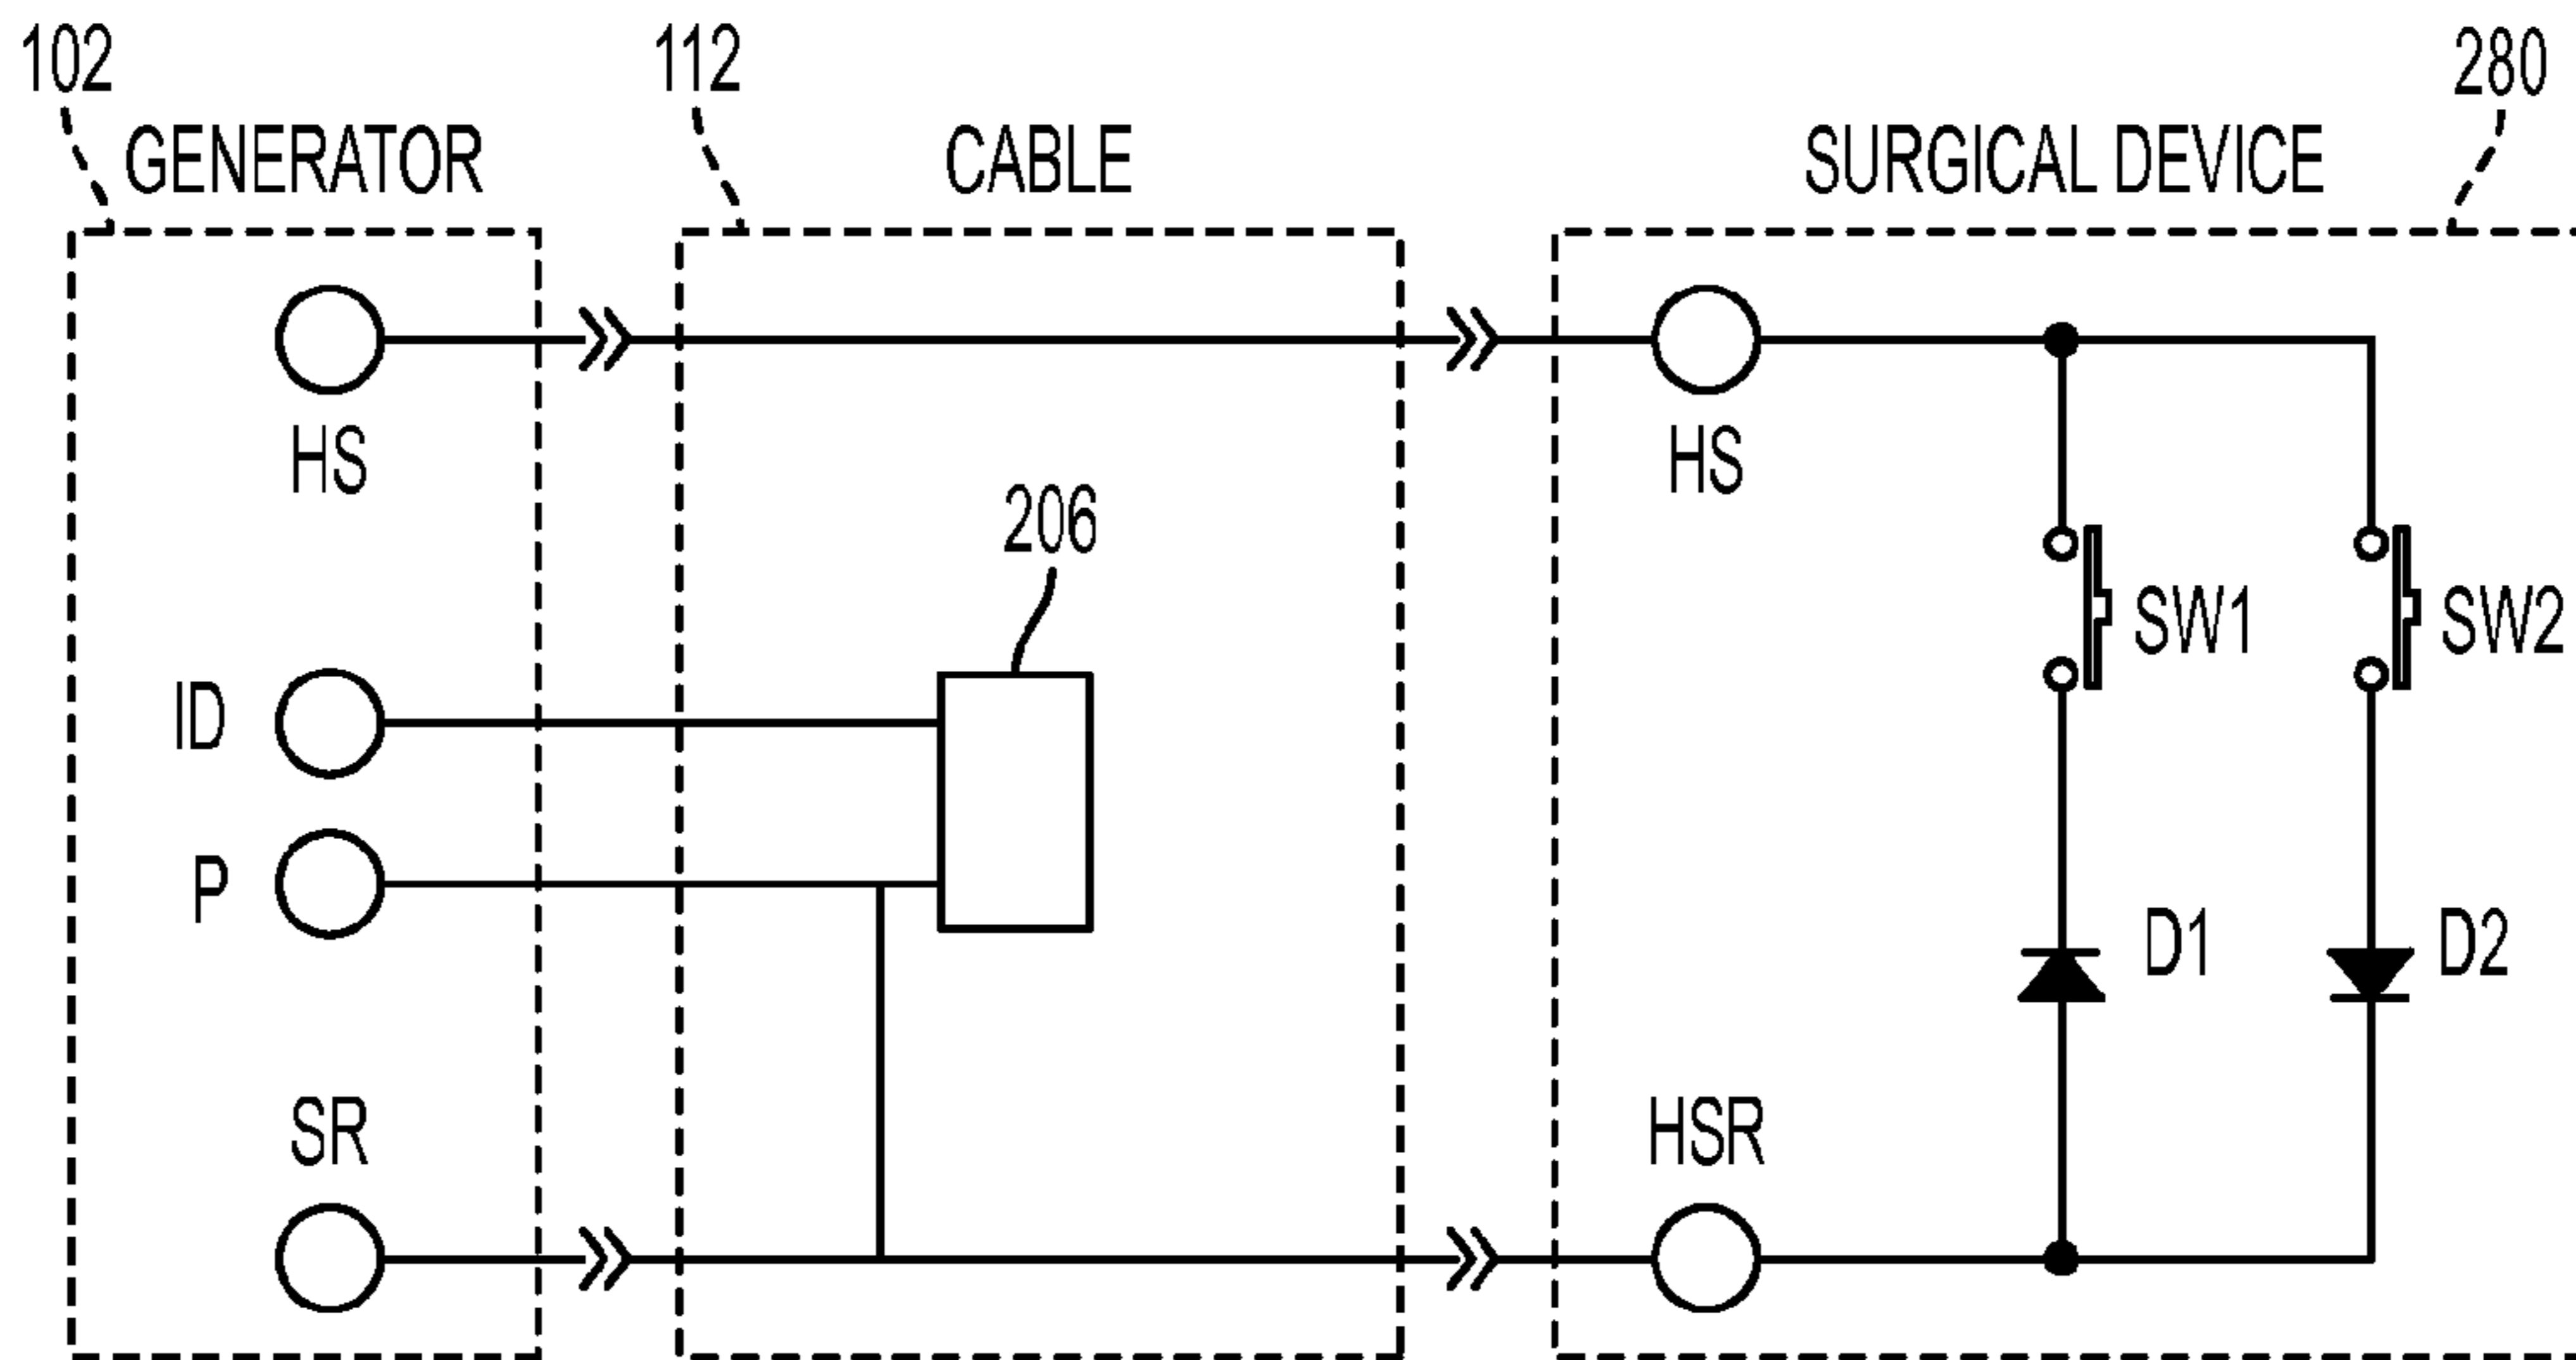 102
112
280
GENERATOR
CABLE
SURGICAL DEVICE
HS
HS
206
SW1
SW2
ID
P
D1
D2
SR
HSR